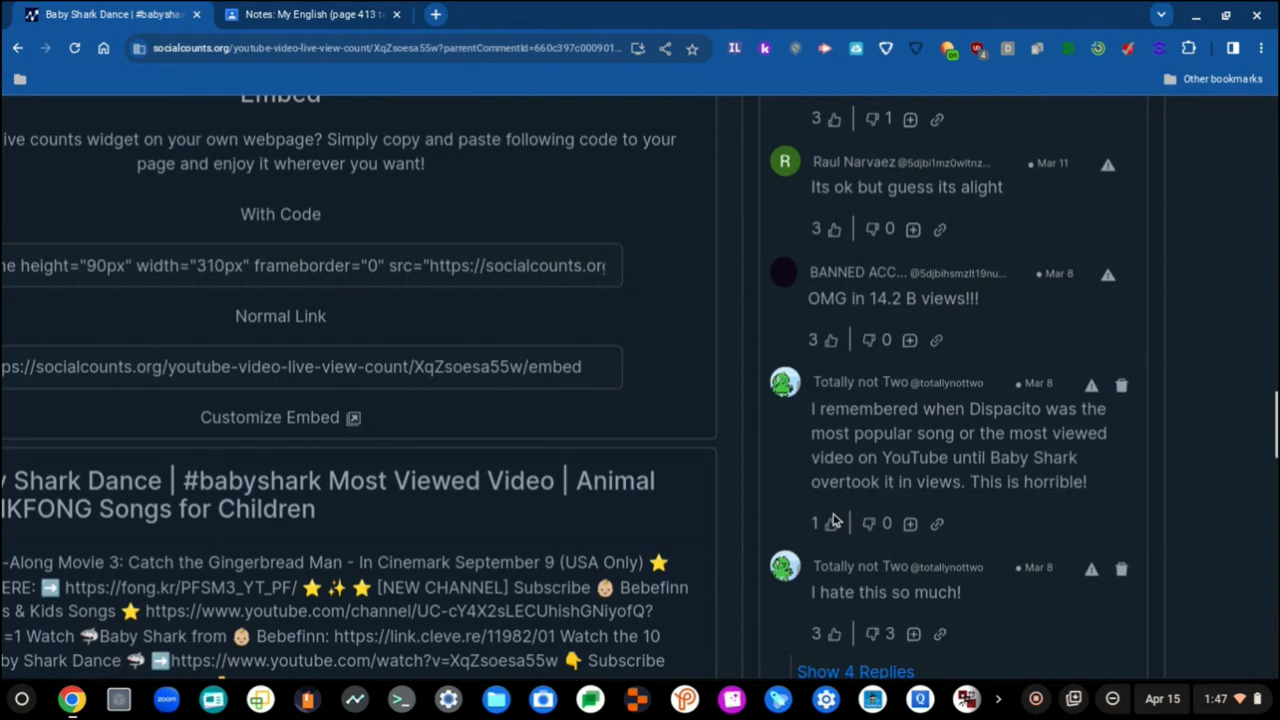 Baby Shark Dance | #babysha
Notes: My English (page 413 t
socialcounts.org/youtube-video-live-view-count/XqZsoesa55w?parentCommentId=660c397c000901...
Other bookmarks
Embed
ive counts widget on your own webpage? Simply copy and paste following code to your
page and enjoy it wherever you want!
With Code
ne height="90px" width="310px" frameborder="0" src="https://socialcounts.org
Normal Link
ps://socialcounts.org/youtube-video-live-view-count/XqZsoesa55w/embed
Customize Embed
y Shark Dance | #babyshark Most Viewed Video | Animal
NKFONG Songs for Children
-Along Movie 3: Catch the Gingerbread Man - In Cinemark September 9 (USA Only) ⭐
ERE: ➡️ https://fong.kr/PFSM3_YT_PF/ ⭐ ✨ ⭐ [NEW CHANNEL] Subscribe 👶 Bebefinn
s & Kids Songs ⭐ https://www.youtube.com/channel/UC-cY4X2sLECUhishGNiyofQ?
=1 Watch 🦈Baby Shark from 👶 Bebefinn: https://link.cleve.re/11982/01 Watch the 10
by Shark Dance 🦈 ➡️https://www.youtube.com/watch?v=XqZsoesa55w 👇 Subscribe
3 1
R Raul Narvaez @5djbi1mz0wltnz... • Mar 11
Its ok but guess its alight
3 0
BANNED ACC... @5djbihsmzlt19nu... • Mar 8
OMG in 14.2 B views!!!
3 0
Totally not Two @totallynottwo • Mar 8
I remembered when Dispacito was the
most popular song or the most viewed
video on YouTube until Baby Shark
overtook it in views. This is horrible!
1 0
Totally not Two @totallynottwo • Mar 8
I hate this so much!
3 3
Show 4 Replies
zoom
Apr 15
1:47